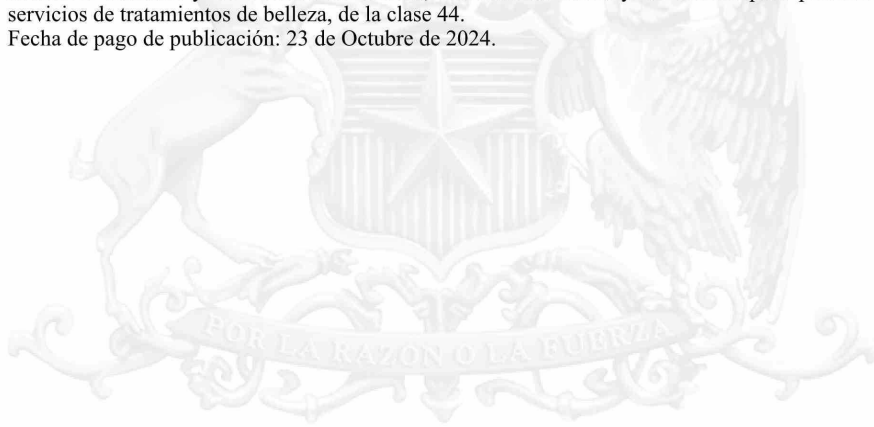 servicios de tratamientos de belleza, de la clase 44.
Fecha de pago de publicación: 23 de Octubre de 2024.
POR LA RAZÓN O LA FUERZA